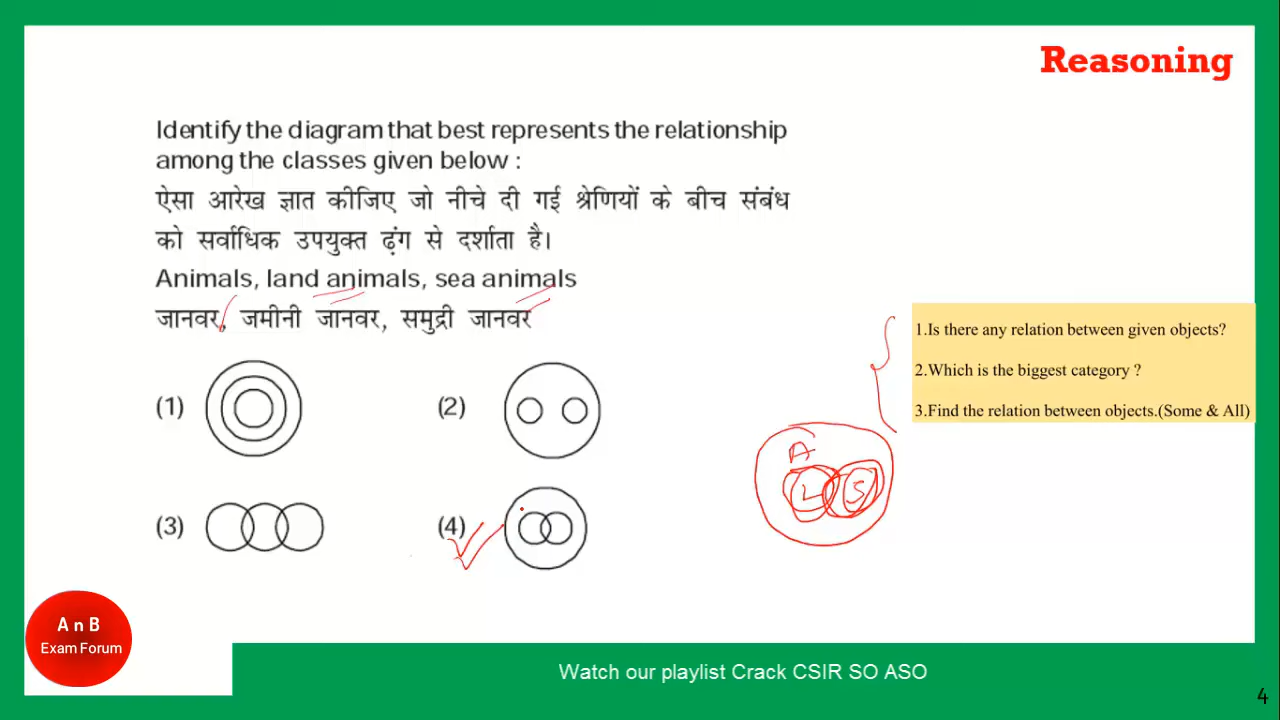 Reasoning
Identify the diagram that best represents the relationship
among the classes given below :
ऐसा आरेख ज्ञात कीजिए जो नीचे दी गई श्रेणियों के बीच संबंध
को सर्वाधिक उपयुक्त ढ़ंग से दर्शाता है।
Animals, land animals, sea animals
जानवर, जमीनी जानवर, समुद्री जानवर
(1)
(2)
(3)
(4)
1.Is there any relation between given objects?
2.Which is the biggest category ?
3.Find the relation between objects.(Some & All)
A
L S
A n B
Exam Forum
Watch our playlist Crack CSIR SO ASO
4